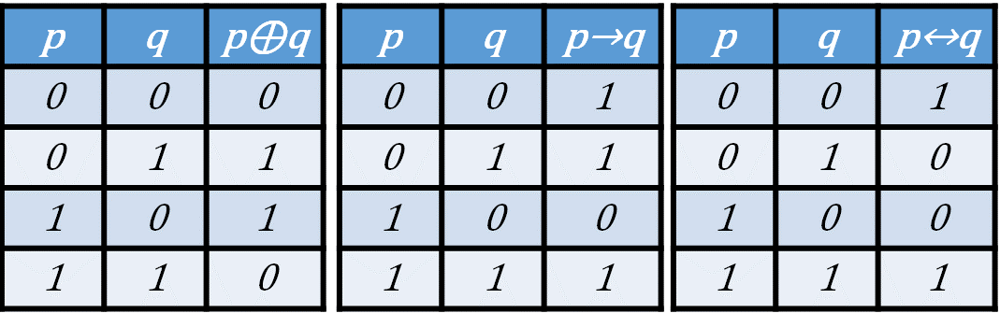 p q p⊕q p q p→q p q p↔q
0 0 0 0 0 1 0 0 1
0 1 1 0 1 1 0 1 0
1 0 1 1 0 0 1 0 0
1 1 0 1 1 1 1 1 1